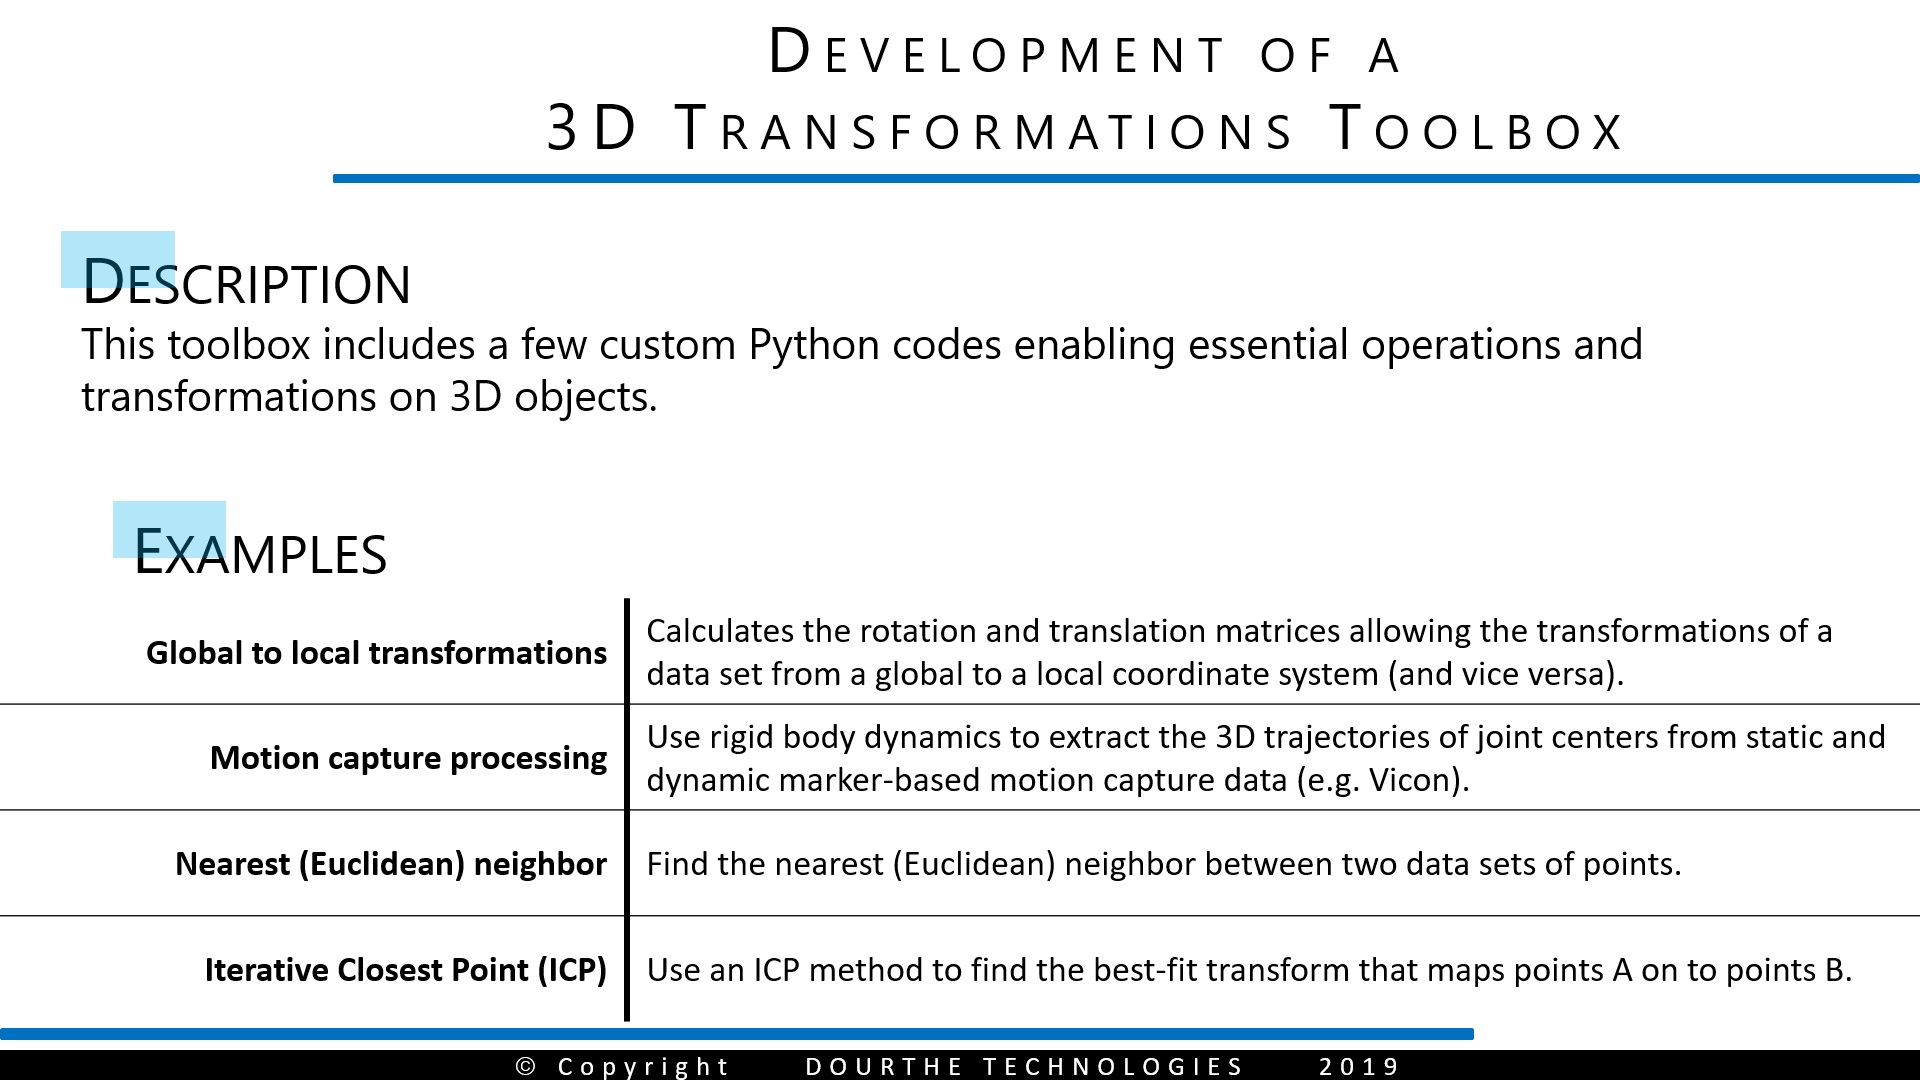 DEVELOPMENT OF A
3D TRANSFORMATIONS TOOLBOX
DESCRIPTION
This toolbox includes a few custom Python codes enabling essential operations and
transformations on 3D objects.
EXAMPLES
Global to local transformations
Calculates the rotation and translation matrices allowing the transformations of a
data set from a global to a local coordinate system (and vice versa).
Motion capture processing
Use rigid body dynamics to extract the 3D trajectories of joint centers from static and
dynamic marker-based motion capture data (e.g. Vicon).
Nearest (Euclidean) neighbor
Find the nearest (Euclidean) neighbor between two data sets of points.
Iterative Closest Point (ICP)
Use an ICP method to find the best-fit transform that maps points A on to points B.
© Copyright DOURTHE TECHNOLOGIES 2019